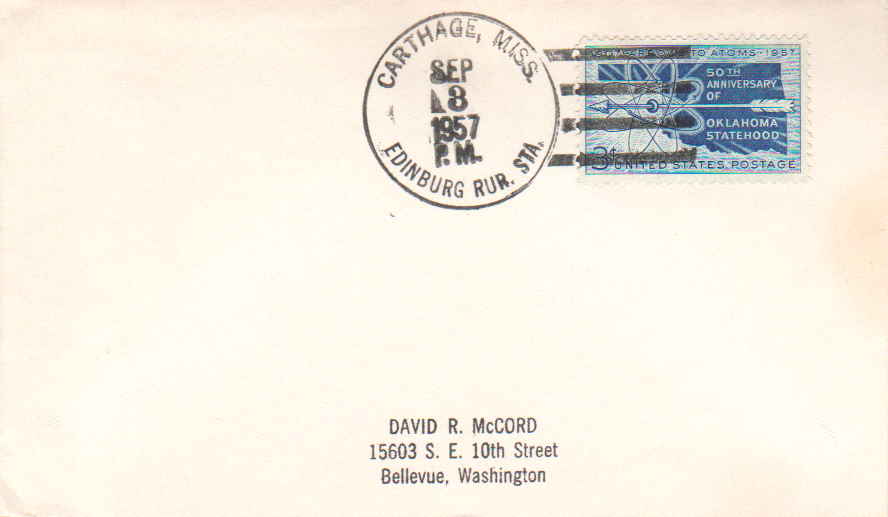 CARTHAGE, MISS.
SEP
8
1957
P. M.
EDINBURG RUR. STA.
TO ATOMS · 1957
50TH
ANNIVERSARY
OF
OKLAHOMA
STATEHOOD
3¢ UNITED STATES POSTAGE
DAVID R. McCORD
15603 S. E. 10th Street
Bellevue, Washington